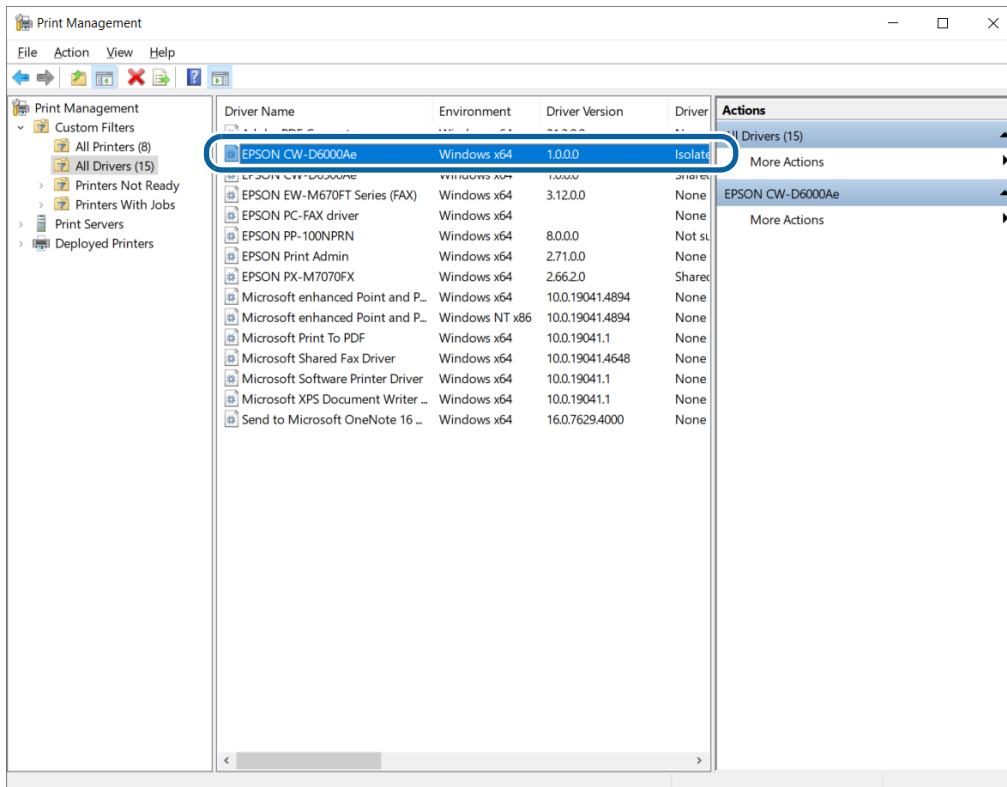 Print Management
File Action View Help
Print Management
Custom Filters
All Printers (8)
All Drivers (15)
Printers Not Ready
Printers With Jobs
Print Servers
Deployed Printers
Driver Name Environment Driver Version Driver
EPSON CW-D6000Ae Windows x64 1.0.0.0 Isolate
EPSON EW-M670FT Series (FAX) Windows x64 3.12.0.0 None
EPSON PC-FAX driver Windows x64 None
EPSON PP-100NPRN Windows x64 8.0.0.0 Not su
EPSON Print Admin Windows x64 2.71.0.0 None
EPSON PX-M7070FX Windows x64 2.66.2.0 Shared
Microsoft enhanced Point and P... Windows x64 10.0.19041.4894 None
Microsoft enhanced Point and P... Windows NT x86 10.0.19041.4894 None
Microsoft Print To PDF Windows x64 10.0.19041.1 None
Microsoft Shared Fax Driver Windows x64 10.0.19041.4648 None
Microsoft Software Printer Driver Windows x64 10.0.19041.1 None
Microsoft XPS Document Writer ... Windows x64 10.0.19041.1 None
Send to Microsoft OneNote 16 ... Windows x64 16.0.7629.4000 None
Actions
Drivers (15)
More Actions
EPSON CW-D6000Ae
More Actions